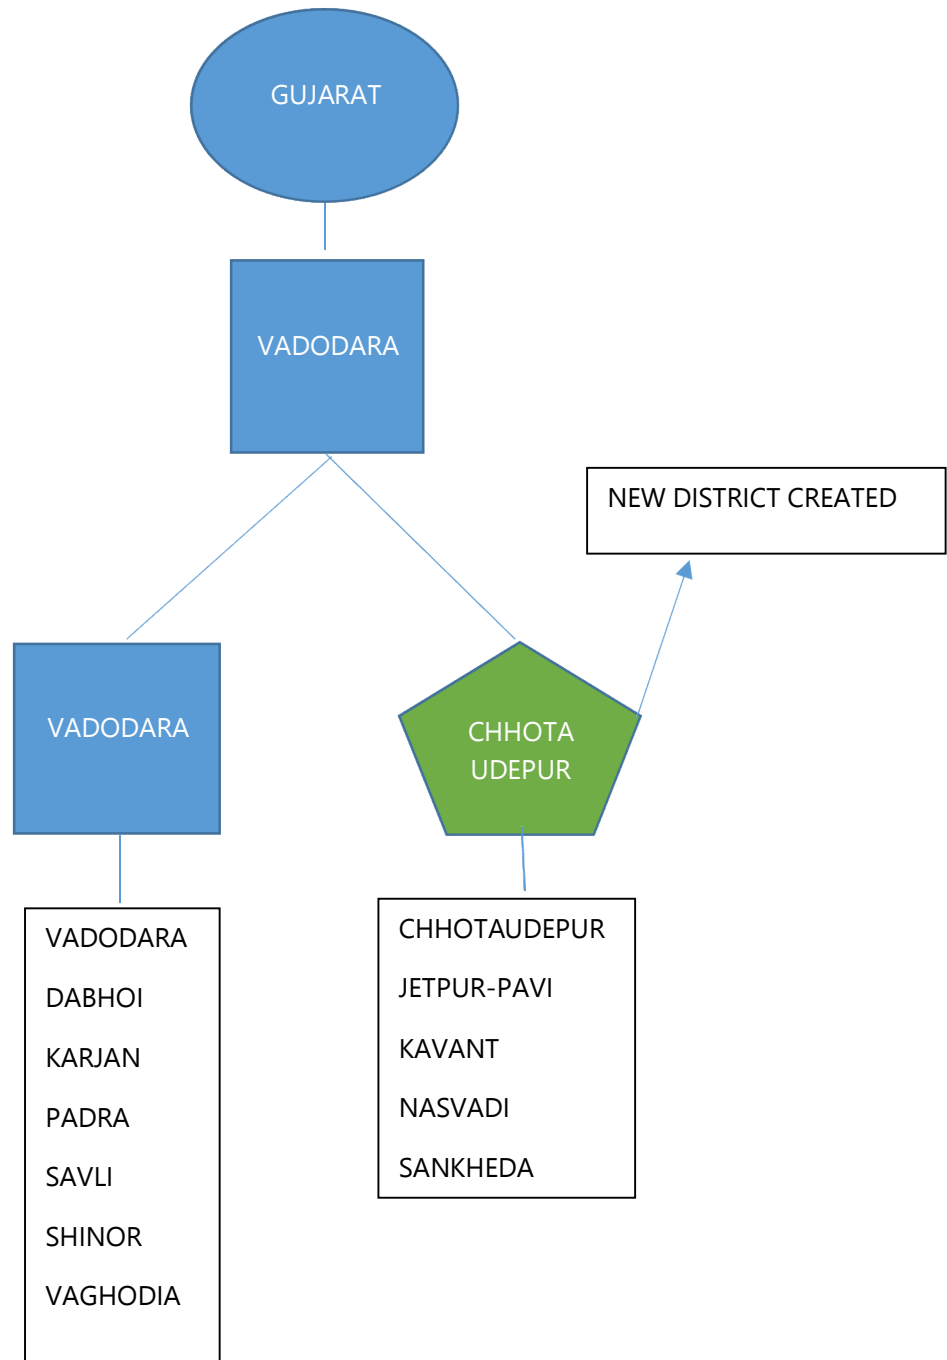 GUJARAT
VADODARA
NEW DISTRICT CREATED
VADODARA
CHHOTA
UDEPUR
VADODARA
DABHOI
KARJAN
PADRA
SAVLI
SHINOR
VAGHODIA
CHHOTAUDEPUR
JETPUR-PAVI
KAVANT
NASVADI
SANKHEDA